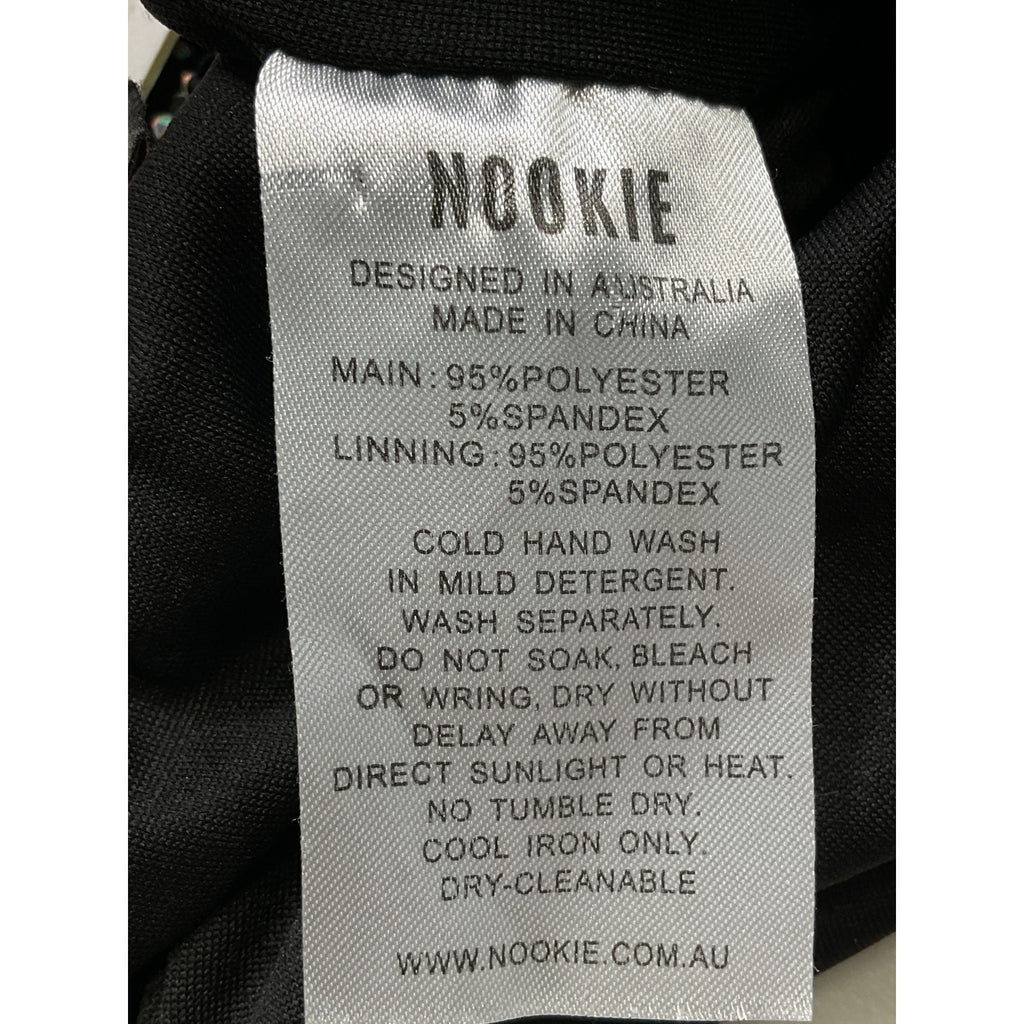 NOOKIE
DESIGNED IN AUSTRALIA
MADE IN CHINA
MAIN: 95%POLYESTER
5%SPANDEX
LINNING: 95%POLYESTER
5%SPANDEX
COLD HAND WASH
IN MILD DETERGENT.
WASH SEPARATELY.
DO NOT SOAK, BLEACH
OR WRING, DRY WITHOUT
DELAY AWAY FROM
DIRECT SUNLIGHT OR HEAT.
NO TUMBLE DRY.
COOL IRON ONLY.
DRY-CLEANABLE
WWW.NOOKIE.COM.AU